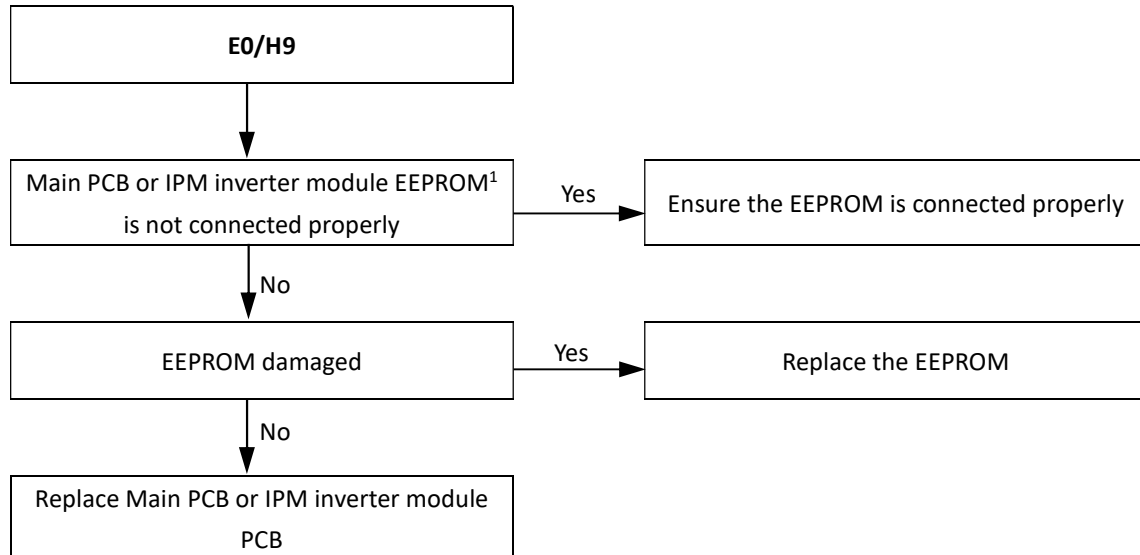 E0/H9
Main PCB or IPM inverter module EEPROM¹
is not connected properly
Yes
Ensure the EEPROM is connected properly
No
EEPROM damaged
Yes
Replace the EEPROM
No
Replace Main PCB or IPM inverter module
PCB